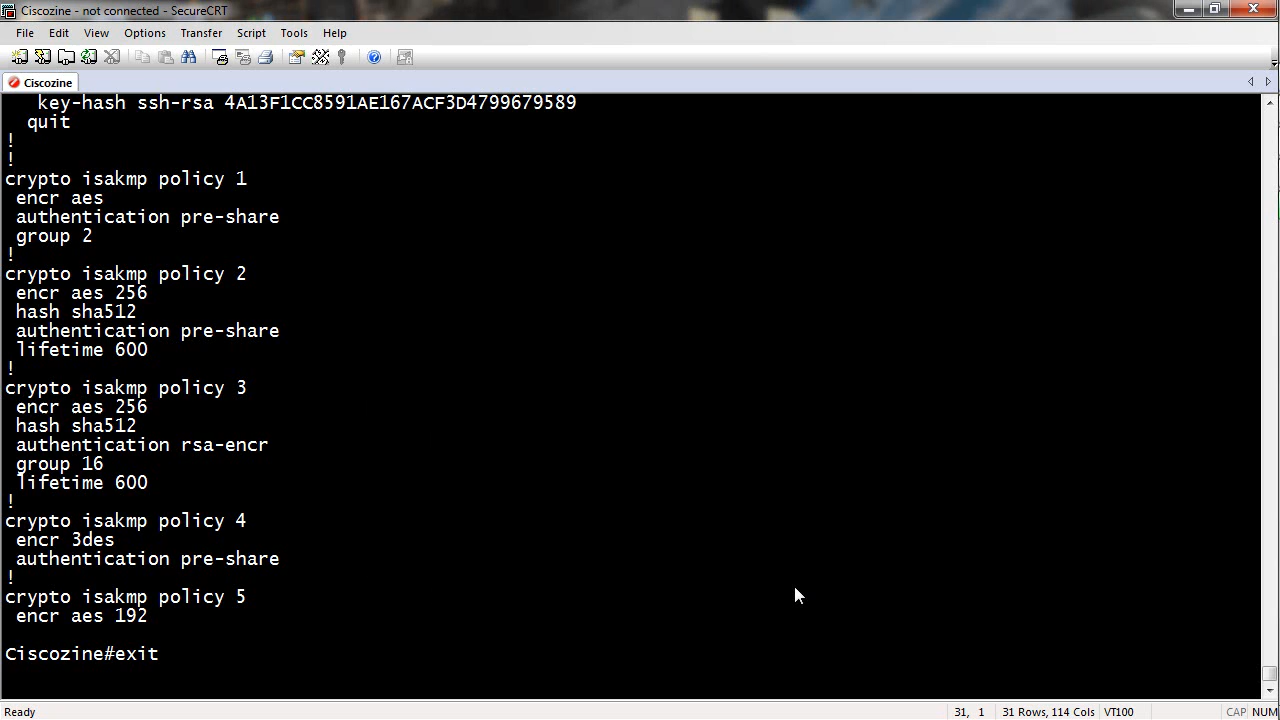 Ciscozine - not connected - SecureCRT
File Edit View Options Transfer Script Tools Help
Ciscozine
key-hash ssh-rsa 4A13F1CC8591AE167ACF3D4799679589
quit
!
!
crypto isakmp policy 1
encr aes
authentication pre-share
group 2
!
crypto isakmp policy 2
encr aes 256
hash sha512
authentication pre-share
lifetime 600
!
crypto isakmp policy 3
encr aes 256
hash sha512
authentication rsa-encr
group 16
lifetime 600
!
crypto isakmp policy 4
encr 3des
authentication pre-share
!
crypto isakmp policy 5
encr aes 192
Ciscozine#exit
Ready 31, 1 31 Rows, 114 Cols VT100 CAP NUM